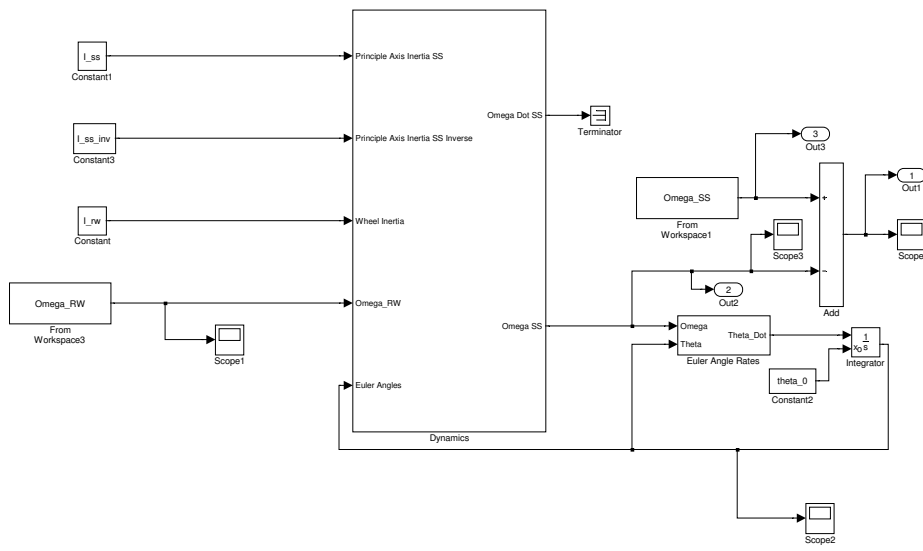 I_ss
Constant1
Principle Axis Inertia SS
I_ss_inv
Constant3
Principle Axis Inertia SS Inverse
I_rw
Constant
Wheel Inertia
Omega_RW
From
Workspace3
Scope1
Omega_RW
Euler Angles
Omega Dot SS
Omega SS
Dynamics
Terminator
3
Out3
Omega_SS
From
Workspace1
Scope3
2
Out2
+
−
Add
1
Out1
Scope
Omega
Theta
Theta_Dot
Euler Angle Rates
theta_0
Constant2
1
s
xo
Integrator
Scope2